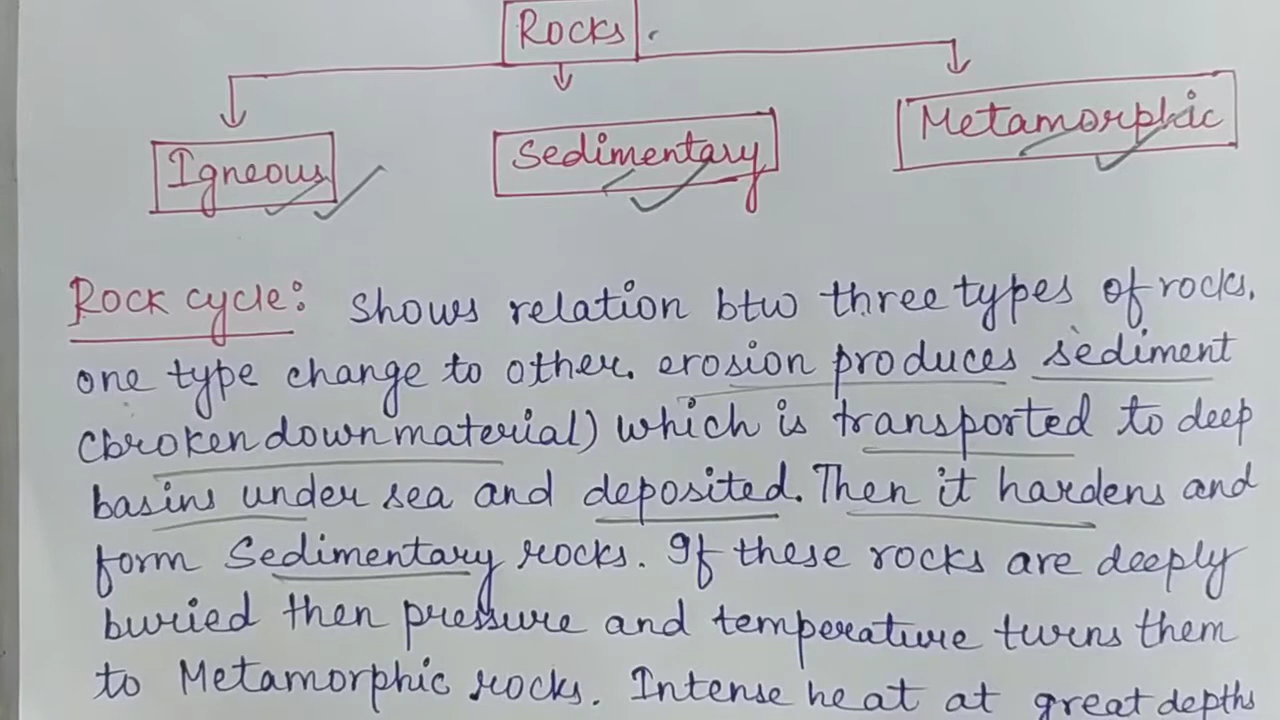 Rocks
Igneous
Sedimentary
Metamorphic
Rock cycle: Shows relation btw three types of rocks.
one type change to other. erosion produces sediment
(broken down material) which is transported to deep
basins under sea and deposited. Then it hardens and
form Sedimentary rocks. If these rocks are deeply
buried then pressure and temperature turns them
to Metamorphic rocks. Intense heat at great depths